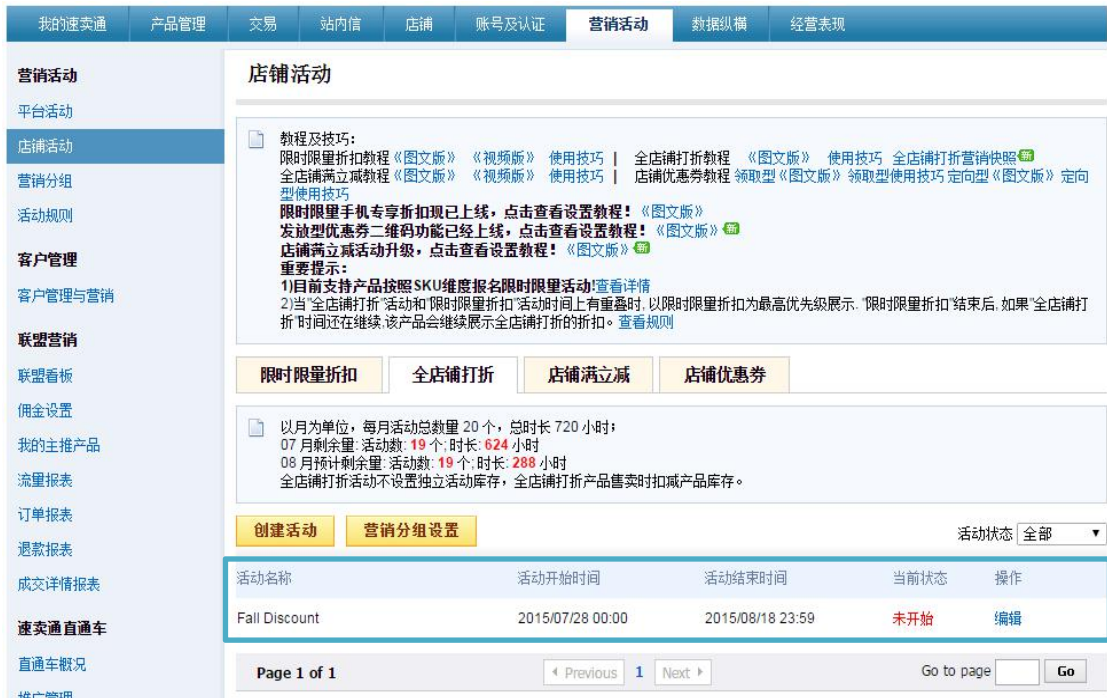 我的速卖通 产品管理 交易 站内信 店铺 账号及认证 营销活动 数据纵横 经营表现
营销活动
平台活动
店铺活动
营销分组
活动规则
客户管理
客户管理与营销
联盟营销
联盟看板
佣金设置
我的主推产品
流量报表
订单报表
退款报表
成交详情报表
速卖通直通车
直通车概况
推广管理
店铺活动
教程及技巧：
限时限量折扣教程《图文版》 《视频版》 使用技巧 | 全店铺打折教程 《图文版》 使用技巧 全店铺打折营销快照 新
全店铺满立减教程《图文版》 《视频版》 使用技巧 | 店铺优惠券教程 领取型《图文版》领取型使用技巧 定向型《图文版》 定向
型使用技巧
限时限量手机专享折扣现已上线，点击查看设置教程！《图文版》
发放型优惠券二维码功能已经上线，点击查看设置教程！《图文版》新
店铺满立减活动升级，点击查看设置教程！《图文版》新
重要提示：
1)目前支持产品按照SKU维度报名限时限量活动!查看详情
2)当"全店铺打折"活动和"限时限量折扣"活动时间上有重叠时,以限时限量折扣为最高优先级展示."限时限量折扣"结束后,如果"全店铺打
折"时间还在继续,该产品会继续展示全店铺打折的折扣。查看规则
限时限量折扣 全店铺打折 店铺满立减 店铺优惠券
以月为单位，每月活动总数量 20 个，总时长 720 小时；
07 月剩余量: 活动数: 19 个; 时长: 624 小时
08 月预计剩余量: 活动数: 19 个; 时长: 288 小时
全店铺打折活动不设置独立活动库存，全店铺打折产品售卖时扣减产品库存。
创建活动 营销分组设置 活动状态 全部
活动名称 活动开始时间 活动结束时间 当前状态 操作
Fall Discount 2015/07/28 00:00 2015/08/18 23:59 未开始 编辑
Page 1 of 1 Previous 1 Next Go to page Go